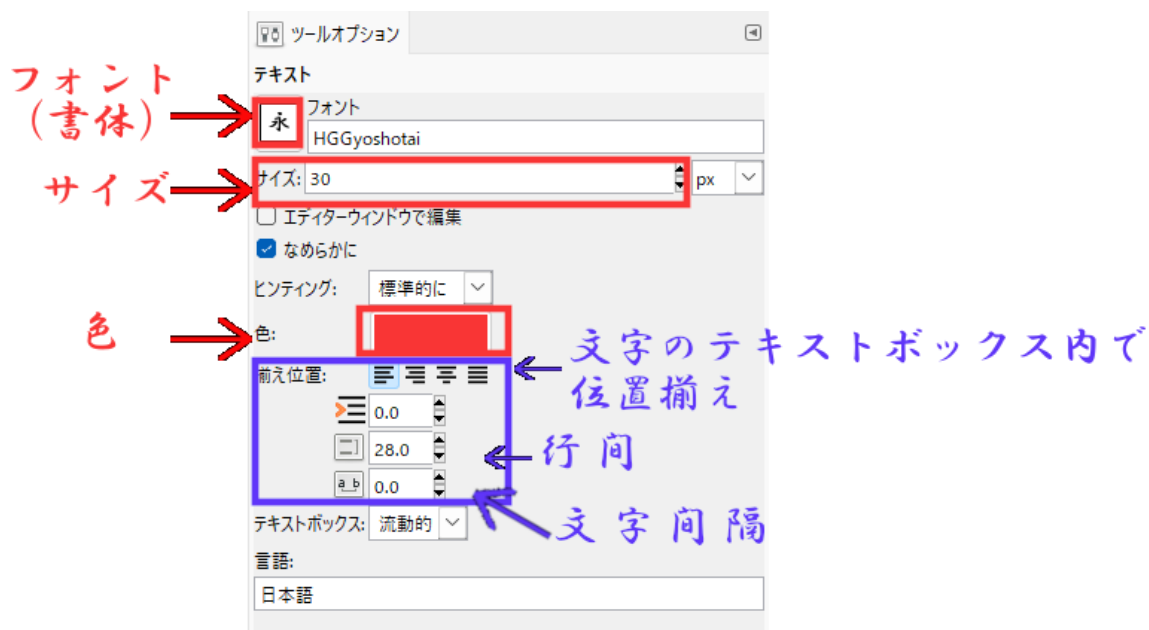 ツールオプション
テキスト
フォント
(書体)
永
フォント
HGGyoshotai
サイズ
サイズ: 30 px
エディターウィンドウで編集
なめらかに
ヒンティング: 標準的に
色
色:
文字のテキストボックス内で
位置揃え
揃え位置:
0.0
28.0
行间
a b 0.0
文字间隔
テキストボックス: 流動的
言語:
日本語